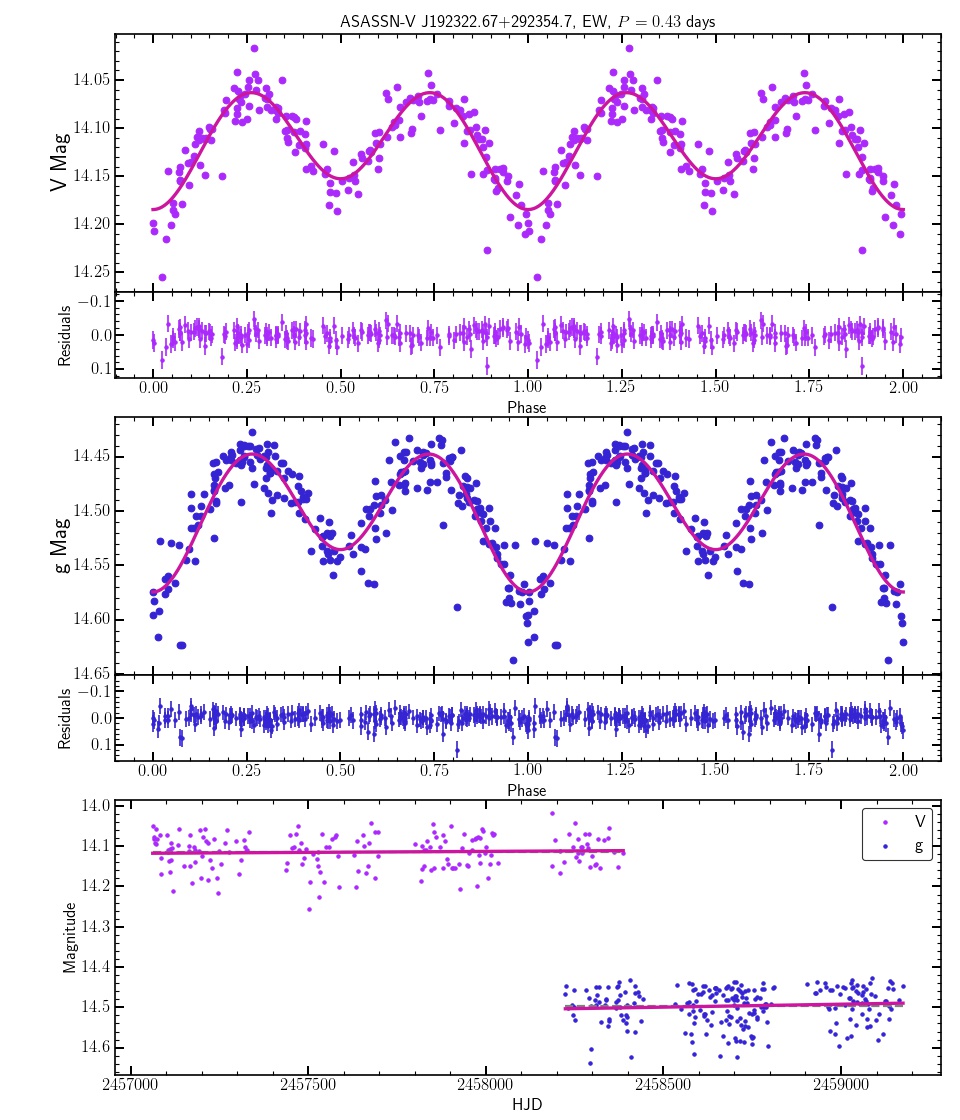 ASASSN-V J192322.67+292354.7, EW, P = 0.43 days
V Mag
14.05
14.10
14.15
14.20
14.25
Residuals
−0.1
0.0
0.1
0.00 0.25 0.50 0.75 1.00 1.25 1.50 1.75 2.00
Phase
g Mag
14.45
14.50
14.55
14.60
14.65
Residuals
−0.1
0.0
0.1
0.00 0.25 0.50 0.75 1.00 1.25 1.50 1.75 2.00
Phase
Magnitude
14.0
14.1
14.2
14.3
14.4
14.5
14.6
V
g
2457000 2457500 2458000 2458500 2459000
HJD